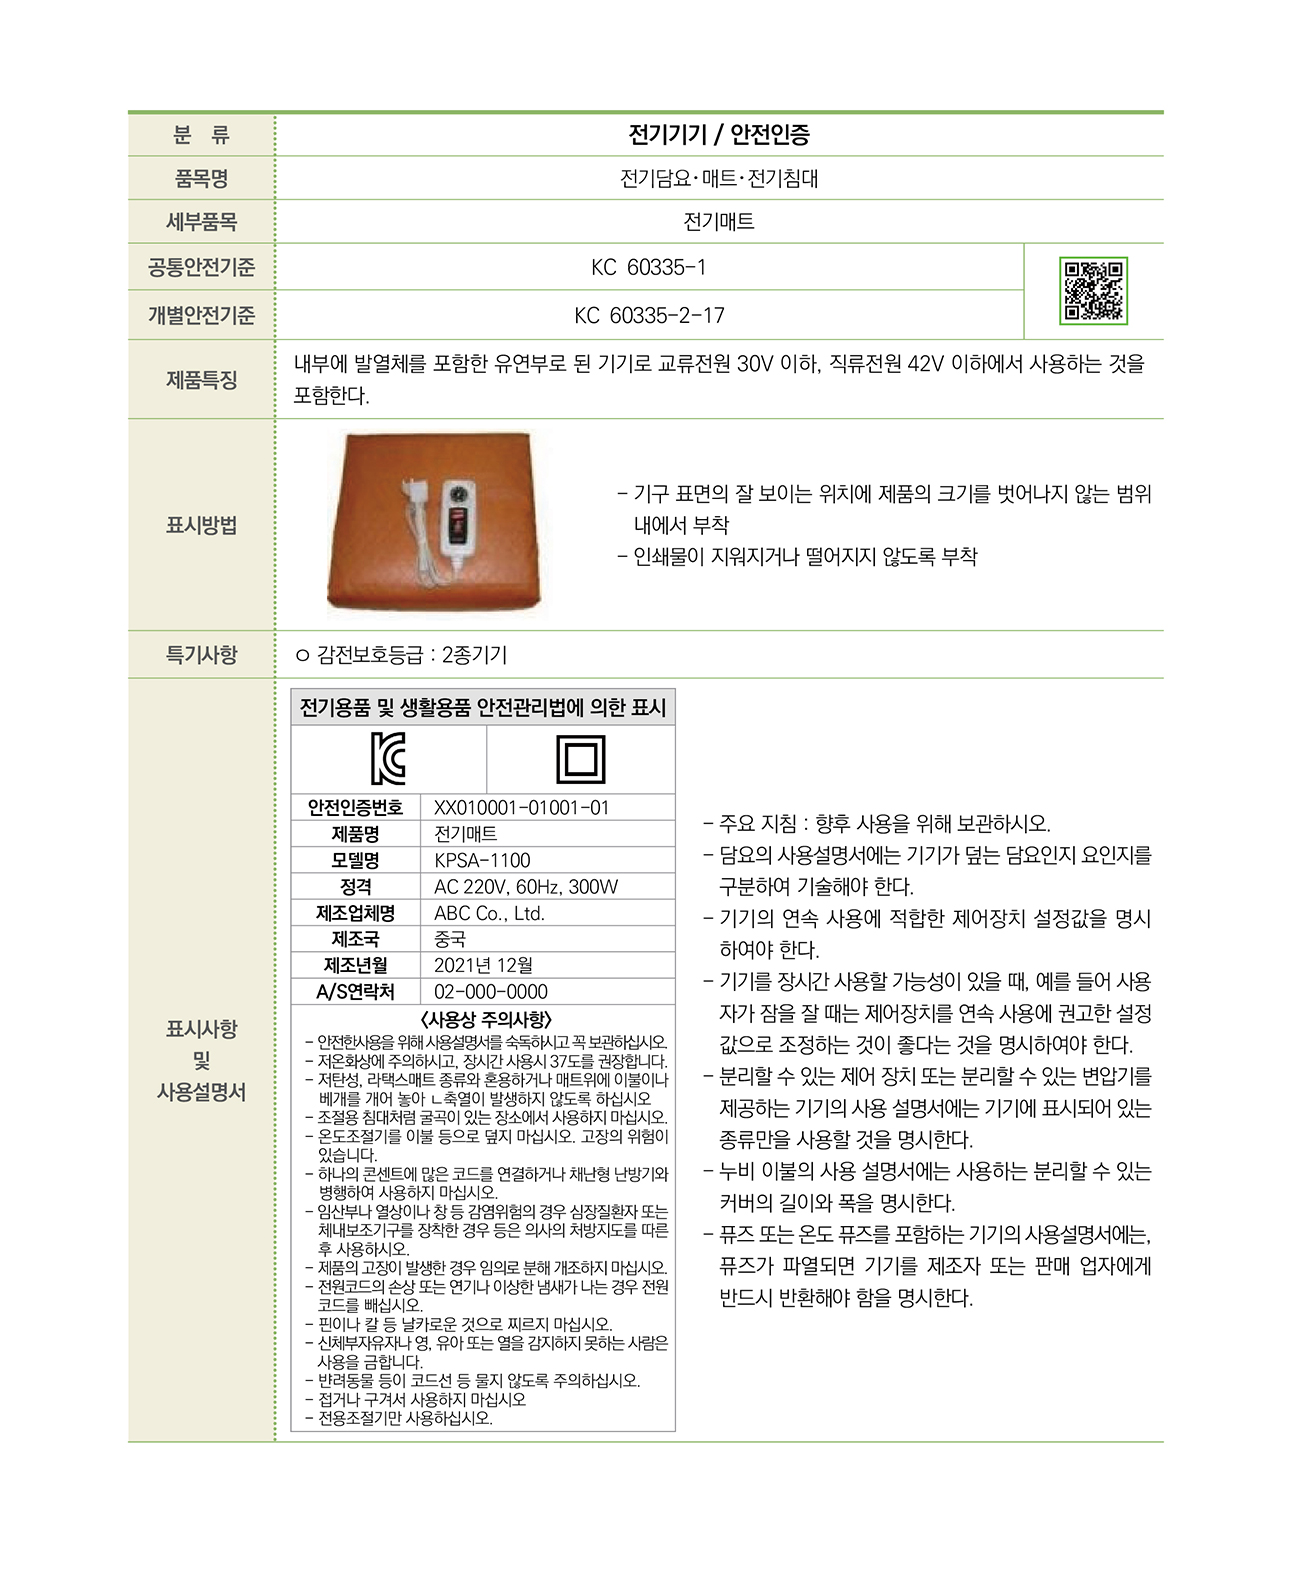 분 류
전기기기 / 안전인증
품목명
전기담요·매트·전기침대
세부품목
전기매트
공통안전기준
KC 60335-1
개별안전기준
KC 60335-2-17
제품특징
내부에 발열체를 포함한 유연부로 된 기기로 교류전원 30V 이하, 직류전원 42V 이하에서 사용하는 것을
포함한다.
표시방법
- 기구 표면의 잘 보이는 위치에 제품의 크기를 벗어나지 않는 범위
내에서 부착
- 인쇄물이 지워지거나 떨어지지 않도록 부착
특기사항
ㅇ 감전보호등급 : 2종기기
표시사항
및
사용설명서
전기용품 및 생활용품 안전관리법에 의한 표시
안전인증번호 XX010001-01001-01
제품명 전기매트
모델명 KPSA-1100
정격 AC 220V, 60Hz, 300W
제조업체명 ABC Co., Ltd.
제조국 중국
제조년월 2021년 12월
A/S연락처 02-000-0000
〈사용상 주의사항〉
- 안전한사용을 위해 사용설명서를 숙독하시고 꼭 보관하십시오.
- 저온화상에 주의하시고, 장시간 사용시 37도를 권장합니다.
- 저탄성, 라택스매트 종류와 혼용하거나 매트위에 이불이나
베개를 개어 놓아 ㄴ축열이 발생하지 않도록 하십시오
- 조절용 침대처럼 굴곡이 있는 장소에서 사용하지 마십시오.
- 온도조절기를 이불 등으로 덮지 마십시오. 고장의 위험이
있습니다.
- 하나의 콘센트에 많은 코드를 연결하거나 채난형 난방기와
병행하여 사용하지 마십시오.
- 임산부나 열상이나 창 등 감염위험의 경우 심장질환자 또는
체내보조기구를 장착한 경우 등은 의사의 처방지도를 따른
후 사용하시오.
- 제품의 고장이 발생한 경우 임의로 분해 개조하지 마십시오.
- 전원코드의 손상 또는 연기나 이상한 냄새가 나는 경우 전원
코드를 빼십시오.
- 핀이나 칼 등 날카로운 것으로 찌르지 마십시오.
- 신체부자유자나 영, 유아 또는 열을 감지하지 못하는 사람은
사용을 금합니다.
- 뱐려동물 등이 코드선 등 물지 않도록 주의하십시오.
- 접거나 구겨서 사용하지 마십시오
- 전용조절기만 사용하십시오.
- 주요 지침 : 향후 사용을 위해 보관하시오.
- 담요의 사용설명서에는 기기가 덮는 담요인지 요인지를
구분하여 기술해야 한다.
- 기기의 연속 사용에 적합한 제어장치 설정값을 명시
하여야 한다.
- 기기를 장시간 사용할 가능성이 있을 때, 예를 들어 사용
자가 잠을 잘 때는 제어장치를 연속 사용에 권고한 설정
값으로 조정하는 것이 좋다는 것을 명시하여야 한다.
- 분리할 수 있는 제어 장치 또는 분리할 수 있는 변압기를
제공하는 기기의 사용 설명서에는 기기에 표시되어 있는
종류만을 사용할 것을 명시한다.
- 누비 이불의 사용 설명서에는 사용하는 분리할 수 있는
커버의 길이와 폭을 명시한다.
- 퓨즈 또는 온도 퓨즈를 포함하는 기기의 사용설명서에는,
퓨즈가 파열되면 기기를 제조자 또는 판매 업자에게
반드시 반환해야 함을 명시한다.